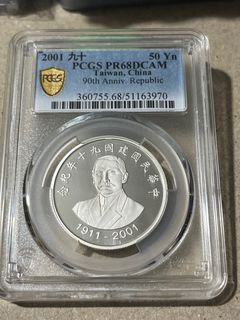 2001 九十 50 Yn
PCGS PR68DCAM
Taiwan, China
90th Anniv. Republic
360755.68/51163970
PCGS
中華民國建國九十年紀念
1911-2001